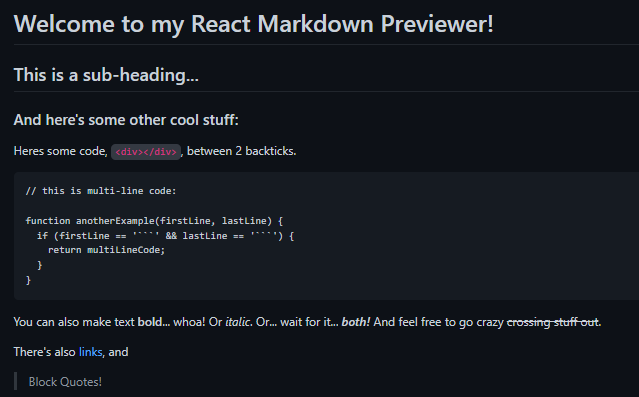 Welcome to my React Markdown Previewer!
This is a sub-heading...
And here's some other cool stuff:
Heres some code, <div></div>, between 2 backticks.
// this is multi-line code:
function anotherExample(firstLine, lastLine) {
  if (firstLine == '```' && lastLine == '```') {
    return multiLineCode;
  }
}
You can also make text bold... whoa! Or italic. Or... wait for it... both! And feel free to go crazy crossing stuff out.
There's also links, and
Block Quotes!